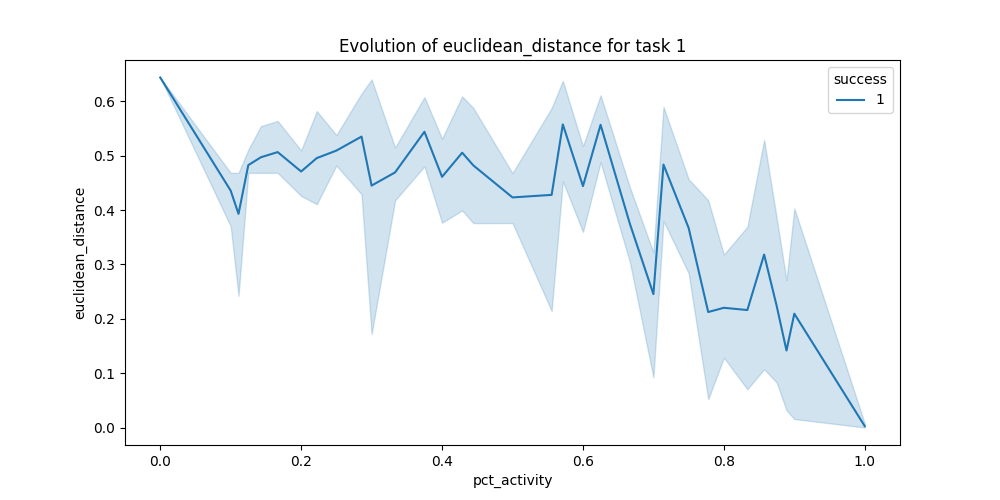 Evolution of euclidean_distance for task 1
success
1
0.6
0.5
0.4
0.3
0.2
0.1
0.0
euclidean_distance
0.0 0.2 0.4 0.6 0.8 1.0
pct_activity